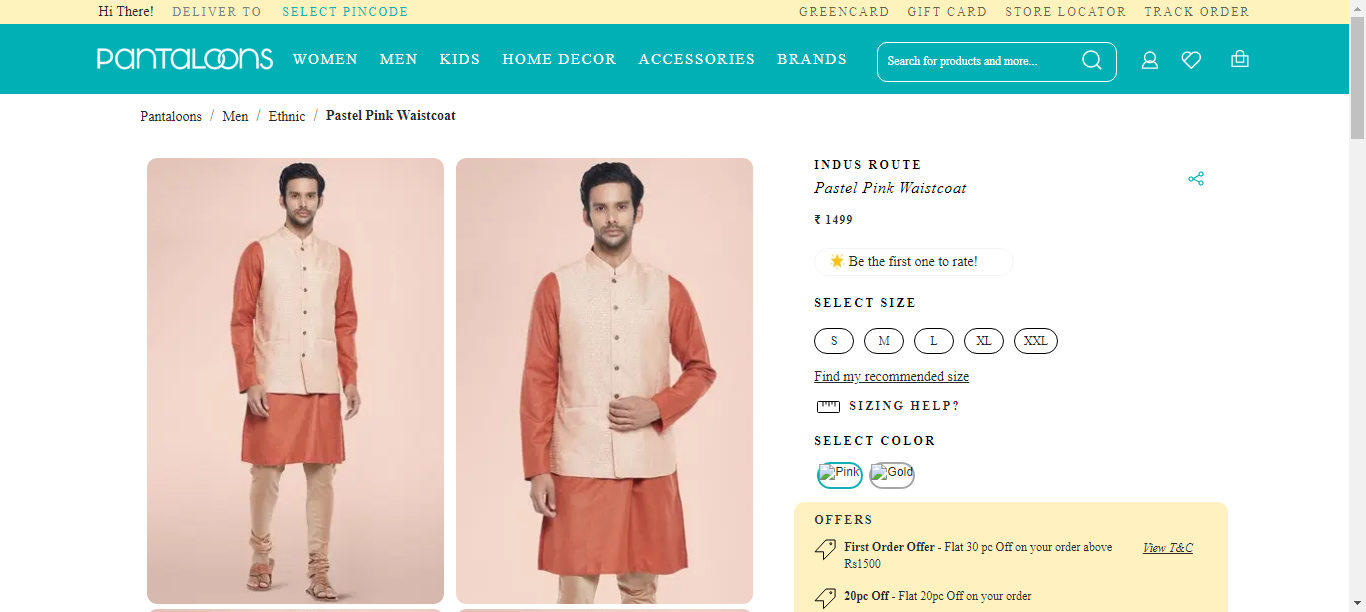 Hi There! DELIVER TO SELECT PINCODE GREENCARD GIFT CARD STORE LOCATOR TRACK ORDER
PANTALOONS WOMEN MEN KIDS HOME DECOR ACCESSORIES BRANDS Search for products and more...
Pantaloons / Men / Ethnic / Pastel Pink Waistcoat
INDUS ROUTE
Pastel Pink Waistcoat
₹ 1499
Be the first one to rate!
SELECT SIZE
S M L XL XXL
Find my recommended size
SIZING HELP?
SELECT COLOR
Pink Gold
OFFERS
First Order Offer - Flat 30 pc Off on your order above View T&C
Rs1500
20pc Off - Flat 20pc Off on your order